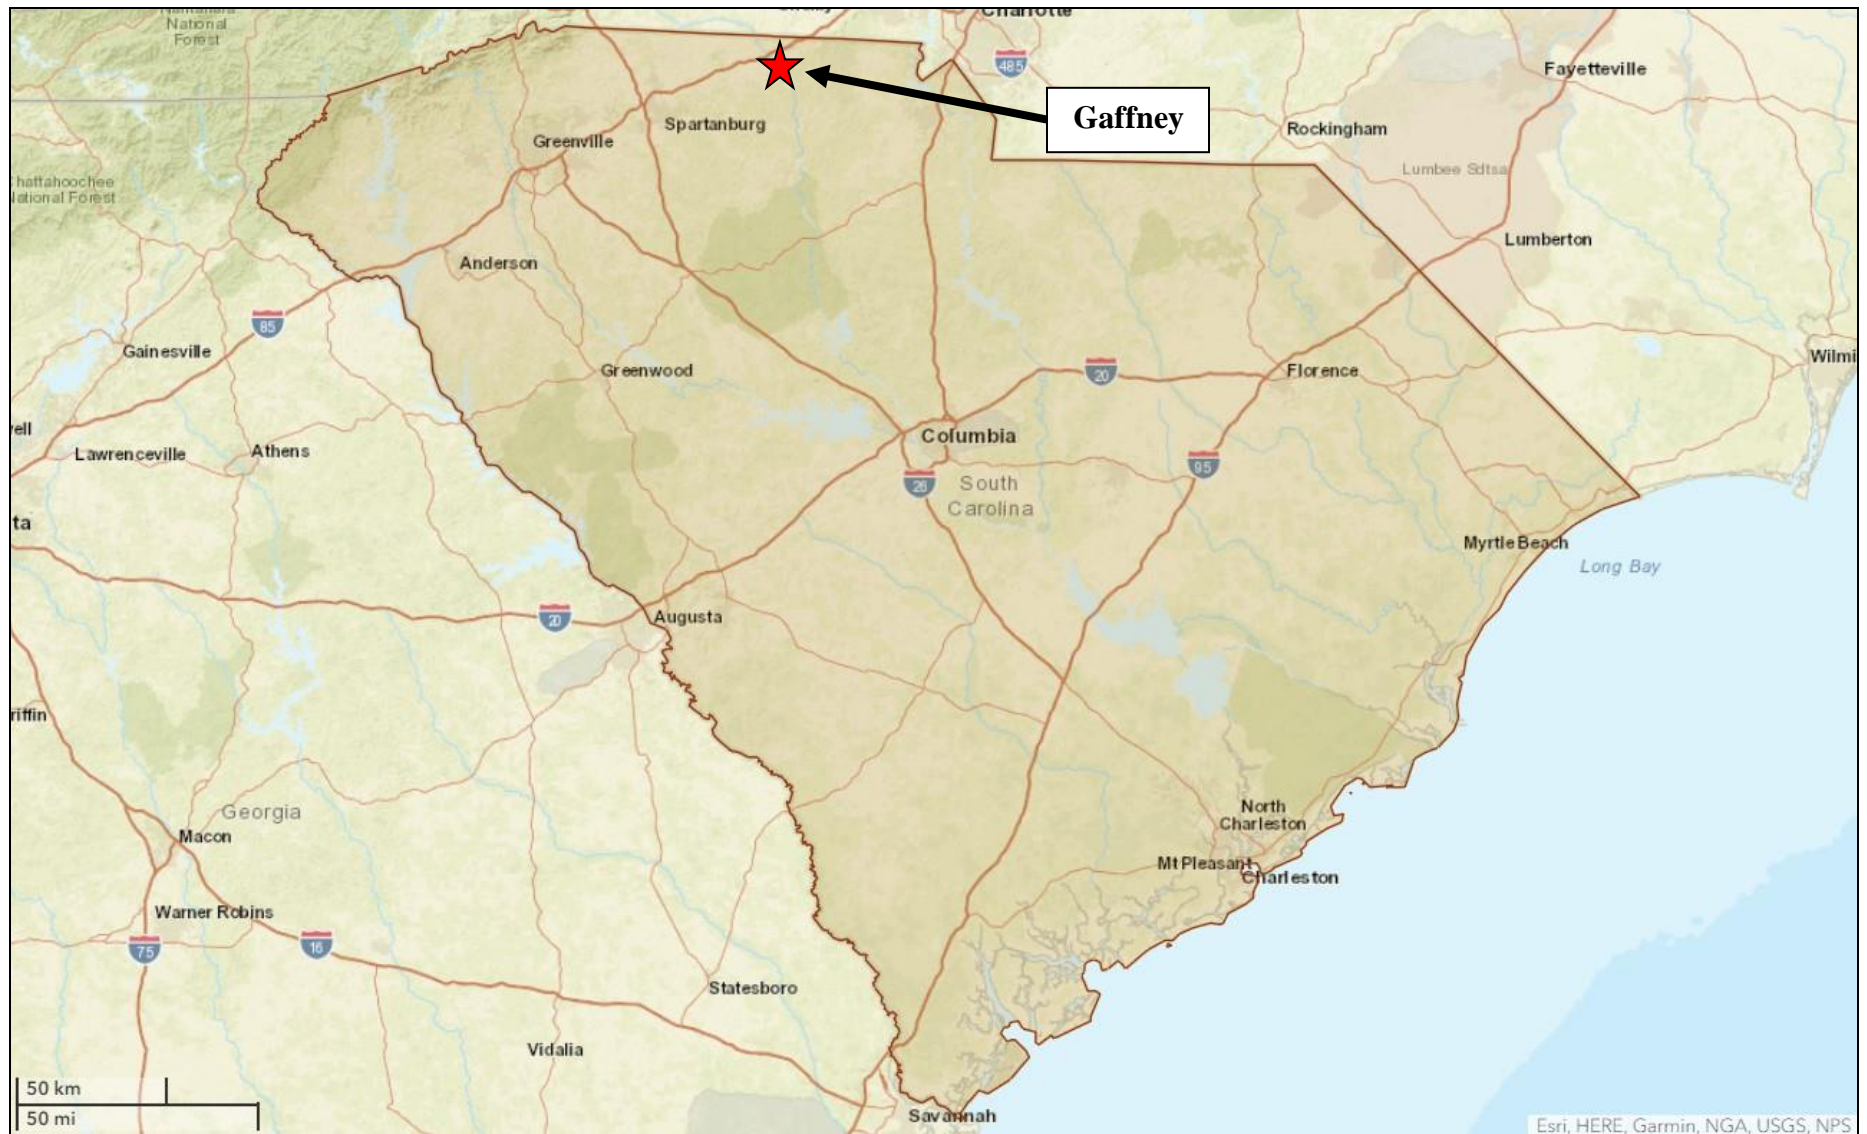 Nantahala
National
Forest
Charlotte
485
Fayetteville
Gaffney
Spartanburg
Greenville
Rockingham
Lumbee Sdtsa
hattahoochee
National Forest
Lumberton
Anderson
85
Gainesville
Greenwood
20
Florence
Wilmi
ell
Lawrenceville
Athens
Columbia
26
95
South
Carolina
ta
Myrtle Beach
Long Bay
20
Augusta
riffin
Georgia
Macon
North
Charleston
Mt Pleasant
Charleston
Warner Robins
75
16
Statesboro
Vidalia
50 km
50 mi
Savannah
Esri, HERE, Garmin, NGA, USGS, NPS